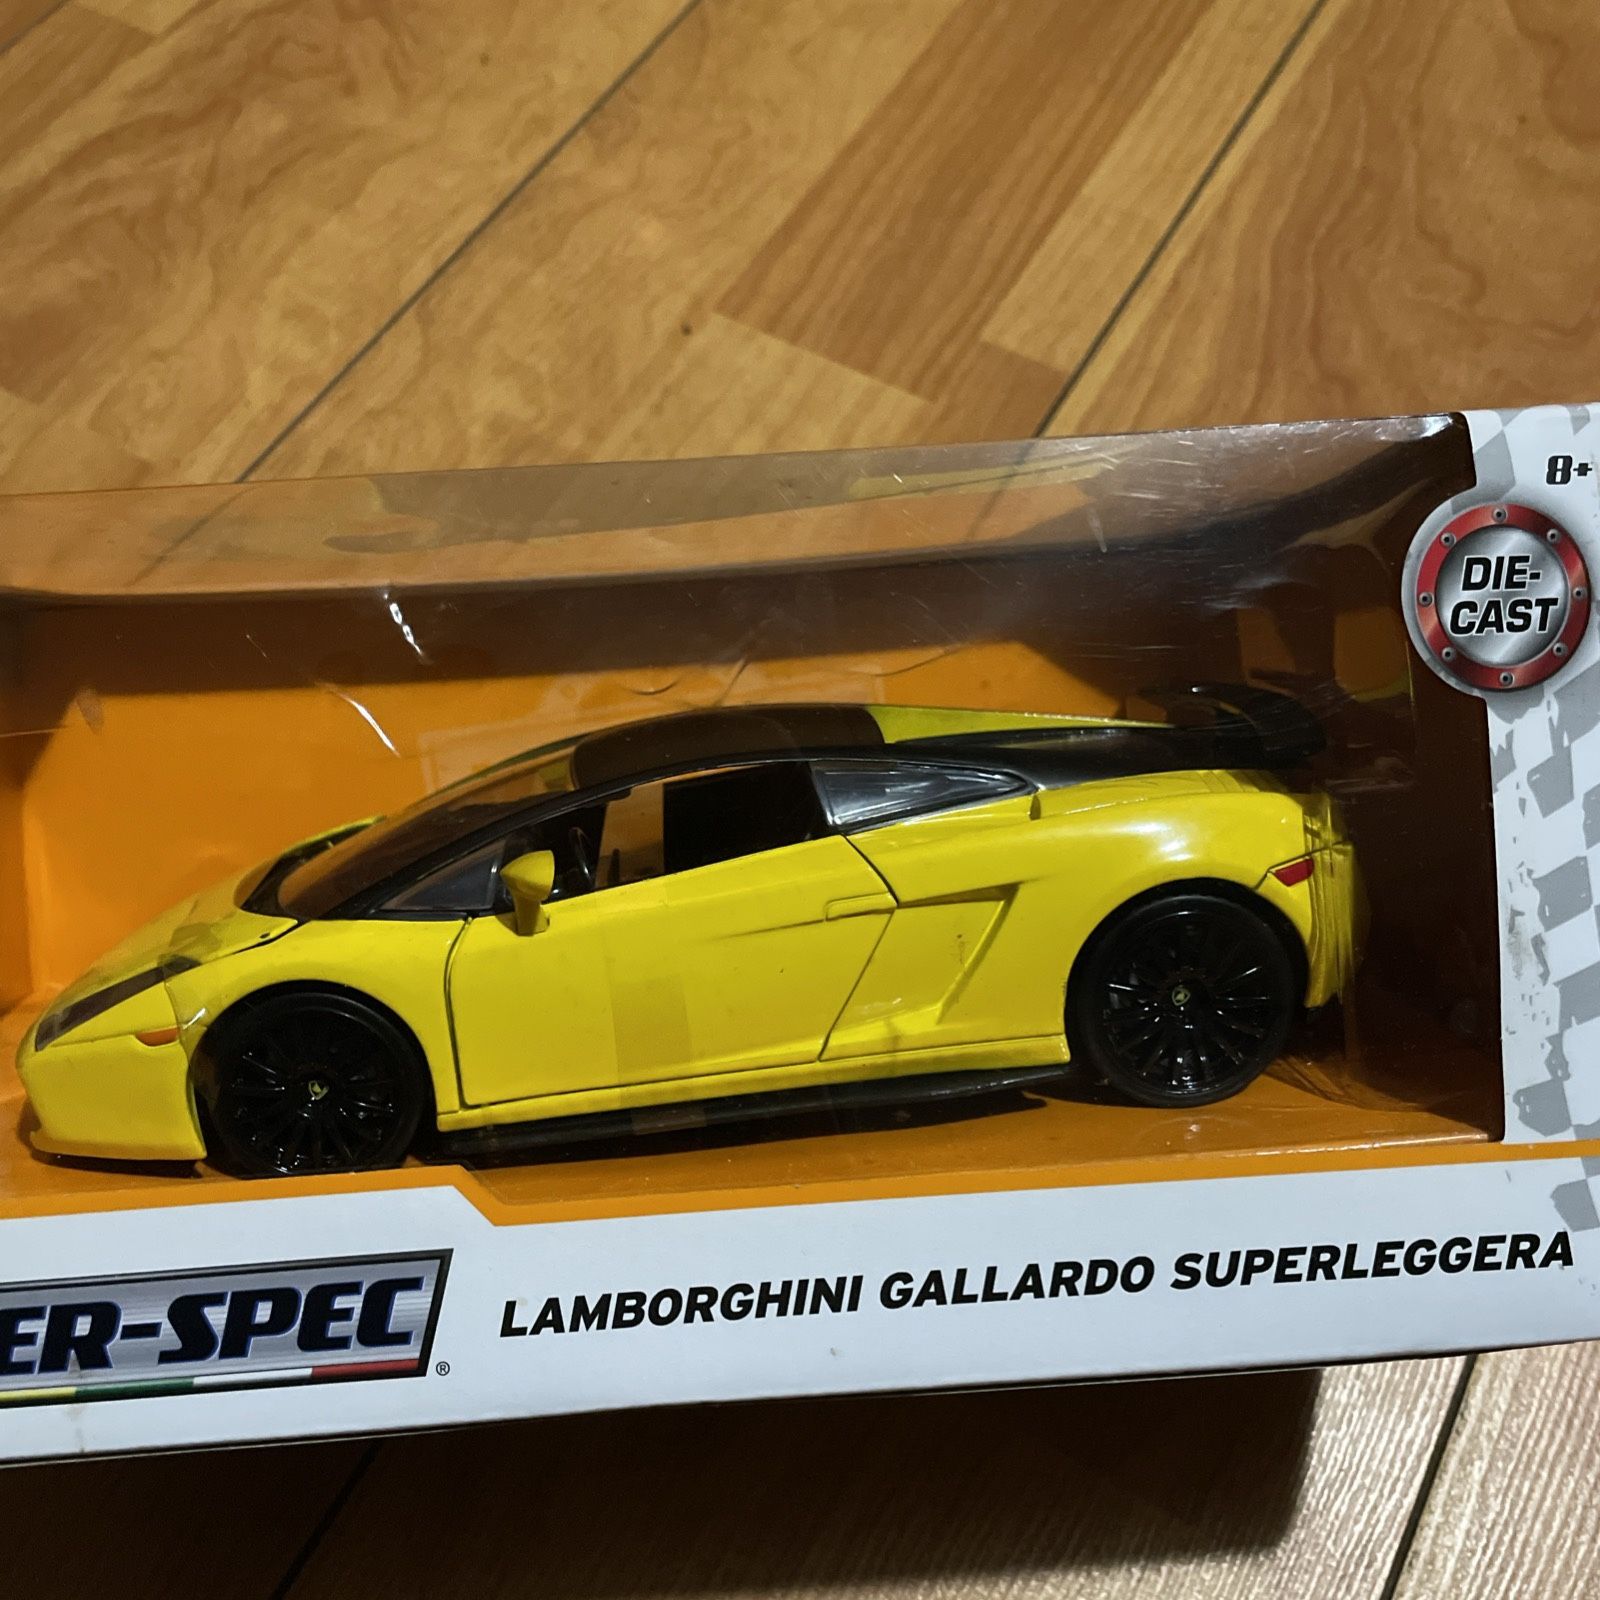 8+
DIE-
CAST
ER-SPEC®
LAMBORGHINI GALLARDO SUPERLEGGERA